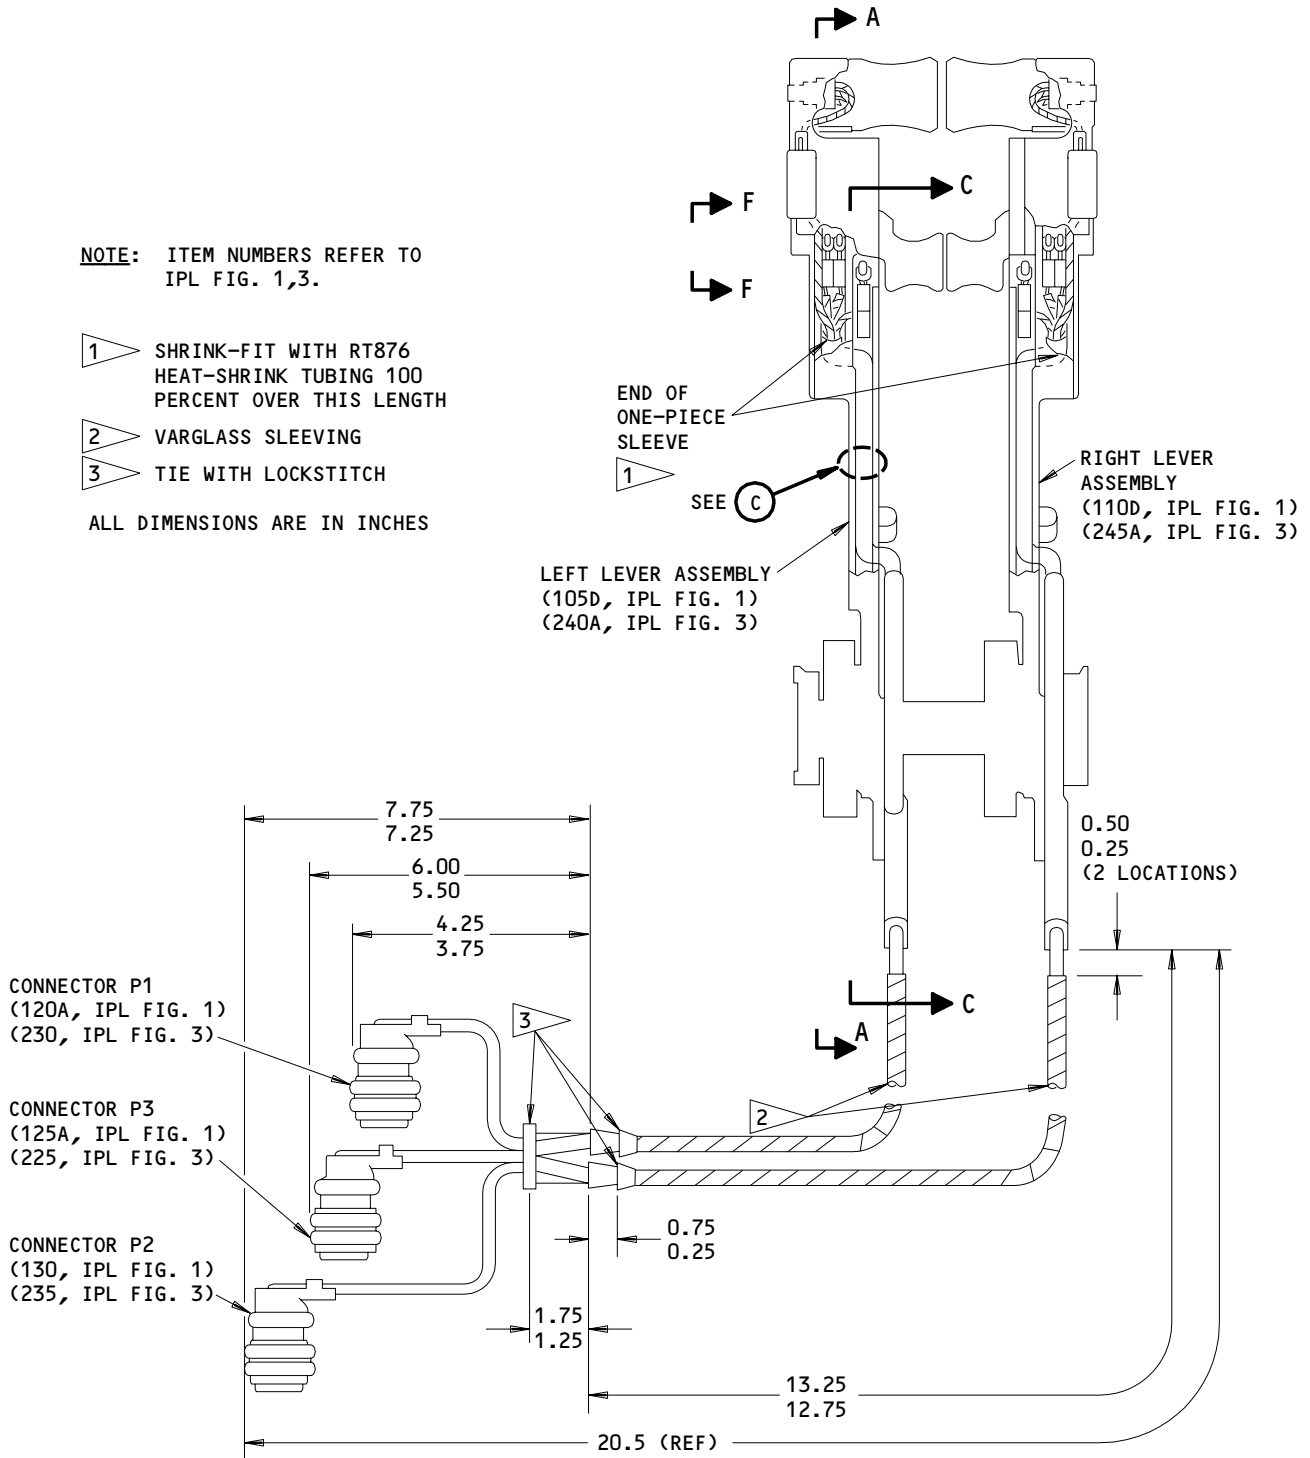 A
F
C
F
NOTE: ITEM NUMBERS REFER TO
IPL FIG. 1,3.
1 SHRINK-FIT WITH RT876
HEAT-SHRINK TUBING 100
PERCENT OVER THIS LENGTH
2 VARGLASS SLEEVING
3 TIE WITH LOCKSTITCH
ALL DIMENSIONS ARE IN INCHES
END OF
ONE-PIECE
SLEEVE
1
SEE C
RIGHT LEVER
ASSEMBLY
(110D, IPL FIG. 1)
(245A, IPL FIG. 3)
LEFT LEVER ASSEMBLY
(105D, IPL FIG. 1)
(240A, IPL FIG. 3)
7.75
7.25
6.00
5.50
4.25
3.75
0.50
0.25
(2 LOCATIONS)
CONNECTOR P1
(120A, IPL FIG. 1)
(230, IPL FIG. 3)
3
C
A
CONNECTOR P3
(125A, IPL FIG. 1)
(225, IPL FIG. 3)
2
CONNECTOR P2
(130, IPL FIG. 1)
(235, IPL FIG. 3)
0.75
0.25
1.75
1.25
13.25
12.75
20.5 (REF)